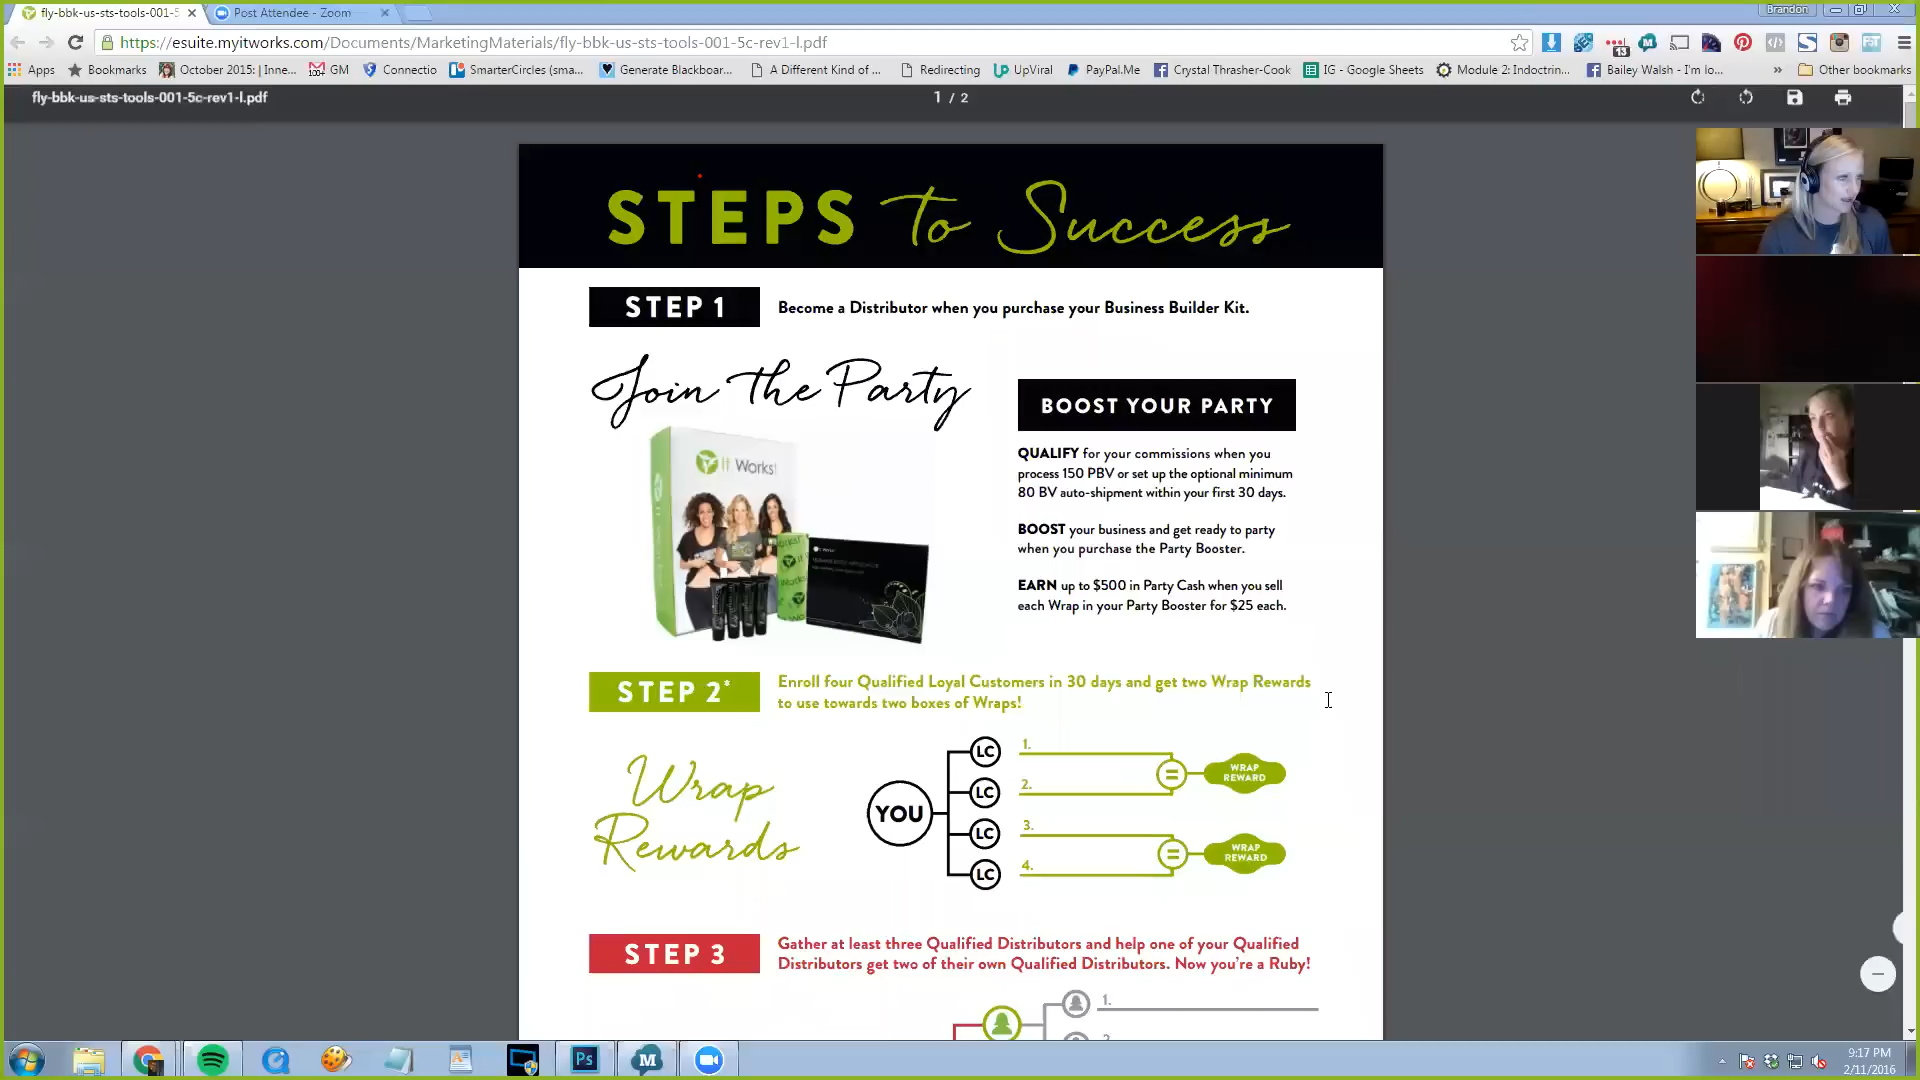 fly-bbk-us-sts-tools-001-5
Post Attendee - Zoom
Brandon
https://esuite.myitworks.com/Documents/MarketingMaterials/fly-bbk-us-sts-tools-001-5c-rev1-l.pdf
13
Apps
Bookmarks
October 2015: | Inne...
GM
Connectio
SmarterCircles (sma...
Generate Blackboar...
A Different Kind of ...
Redirecting
UpViral
PayPal.Me
Crystal Thrasher-Cook
IG - Google Sheets
Module 2: Indoctrin...
Bailey Walsh - I'm lo...
»
Other bookmarks
fly-bbk-us-sts-tools-001-5c-rev1-l.pdf
1 / 2
STEPS to Success
STEP 1
Become a Distributor when you purchase your Business Builder Kit.
Join the Party
It Works!
BOOST YOUR PARTY
QUALIFY for your commissions when you
process 150 PBV or set up the optional minimum
80 BV auto-shipment within your first 30 days.
BOOST your business and get ready to party
when you purchase the Party Booster.
EARN up to $500 in Party Cash when you sell
each Wrap in your Party Booster for $25 each.
STEP 2*
Enroll four Qualified Loyal Customers in 30 days and get two Wrap Rewards
to use towards two boxes of Wraps!
Wrap
Rewards
YOU
LC
1.
LC
2.
=
WRAP
REWARD
LC
3.
LC
4.
=
WRAP
REWARD
STEP 3
Gather at least three Qualified Distributors and help one of your Qualified
Distributors get two of their own Qualified Distributors. Now you're a Ruby!
1.
2.
Ps
M
9:17 PM
2/11/2016